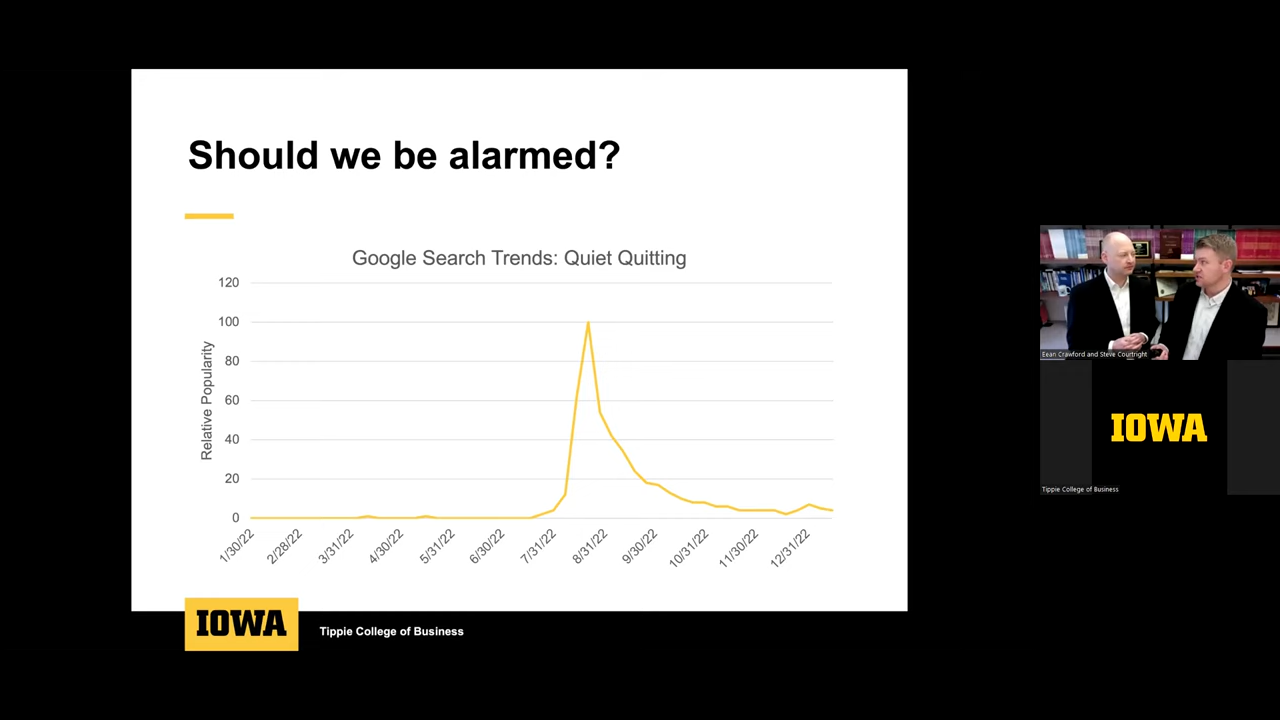 Should we be alarmed?
Google Search Trends: Quiet Quitting
Relative Popularity
120
100
80
60
40
20
0
1/30/22
2/28/22
3/31/22
4/30/22
5/31/22
6/30/22
7/31/22
8/31/22
9/30/22
10/31/22
11/30/22
12/31/22
IOWA
Tippie College of Business
Eean Crawford and Steve Courtright
IOWA
Tippie College of Business